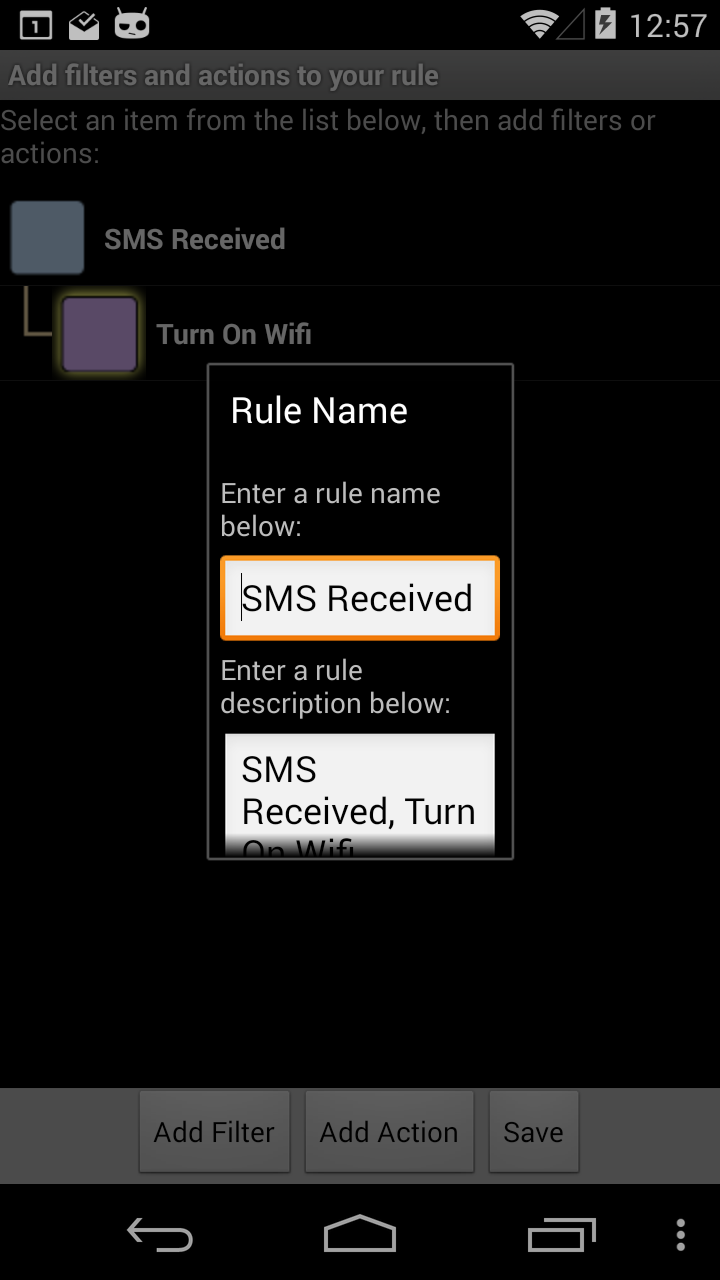 1
12:57
Add filters and actions to your rule
Select an item from the list below, then add filters or
actions:
SMS Received
Turn On Wifi
Rule Name
Enter a rule name
below:
SMS Received
Enter a rule
description below:
SMS
Received, Turn
On Wifi
Add Filter
Add Action
Save